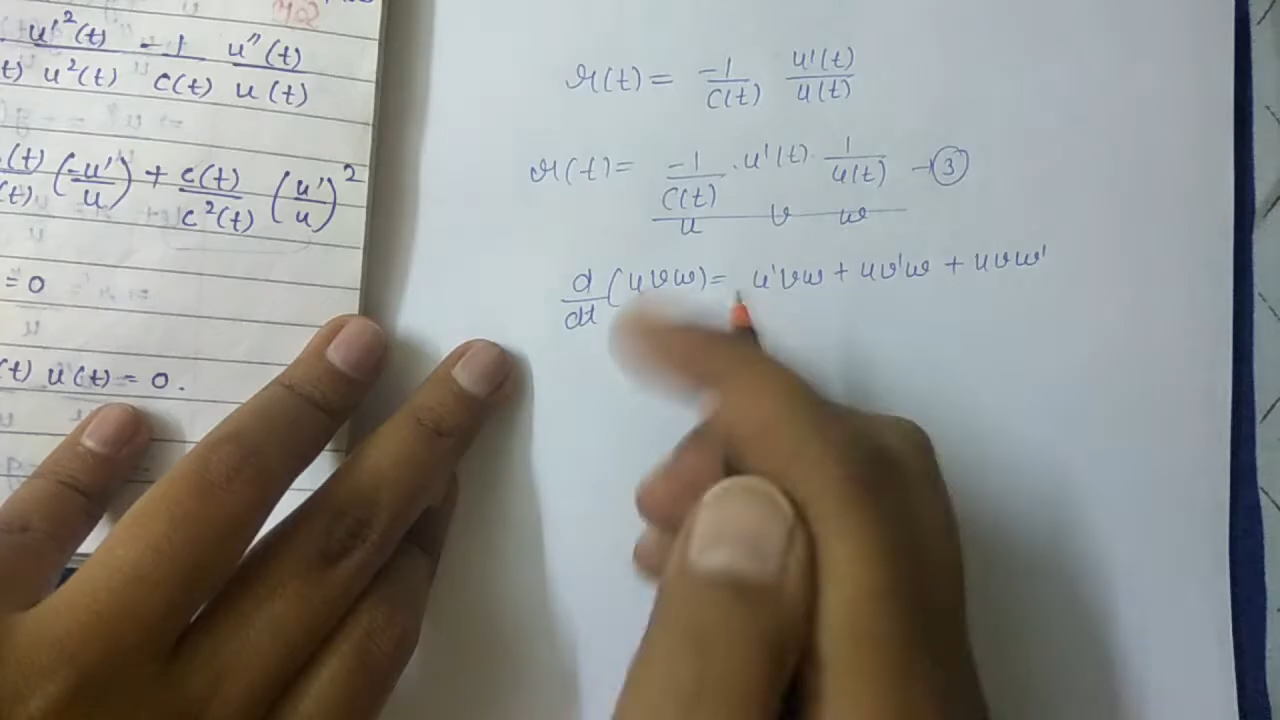 u'²(t) - 1 u''(t)
t) u²(t) c(t) u(t)
(t) (-u'/u) + c(t)/c²(t) (u'/u)²
= 0
(t) u(t) = 0.
r(t) = -1/c(t), u'(t)/u(t)
r(t) = -1/c(t) . u'(t) . 1/u(t) - ③
u v w
d/dt (uvw) = u'vw + uv'w + uvw'